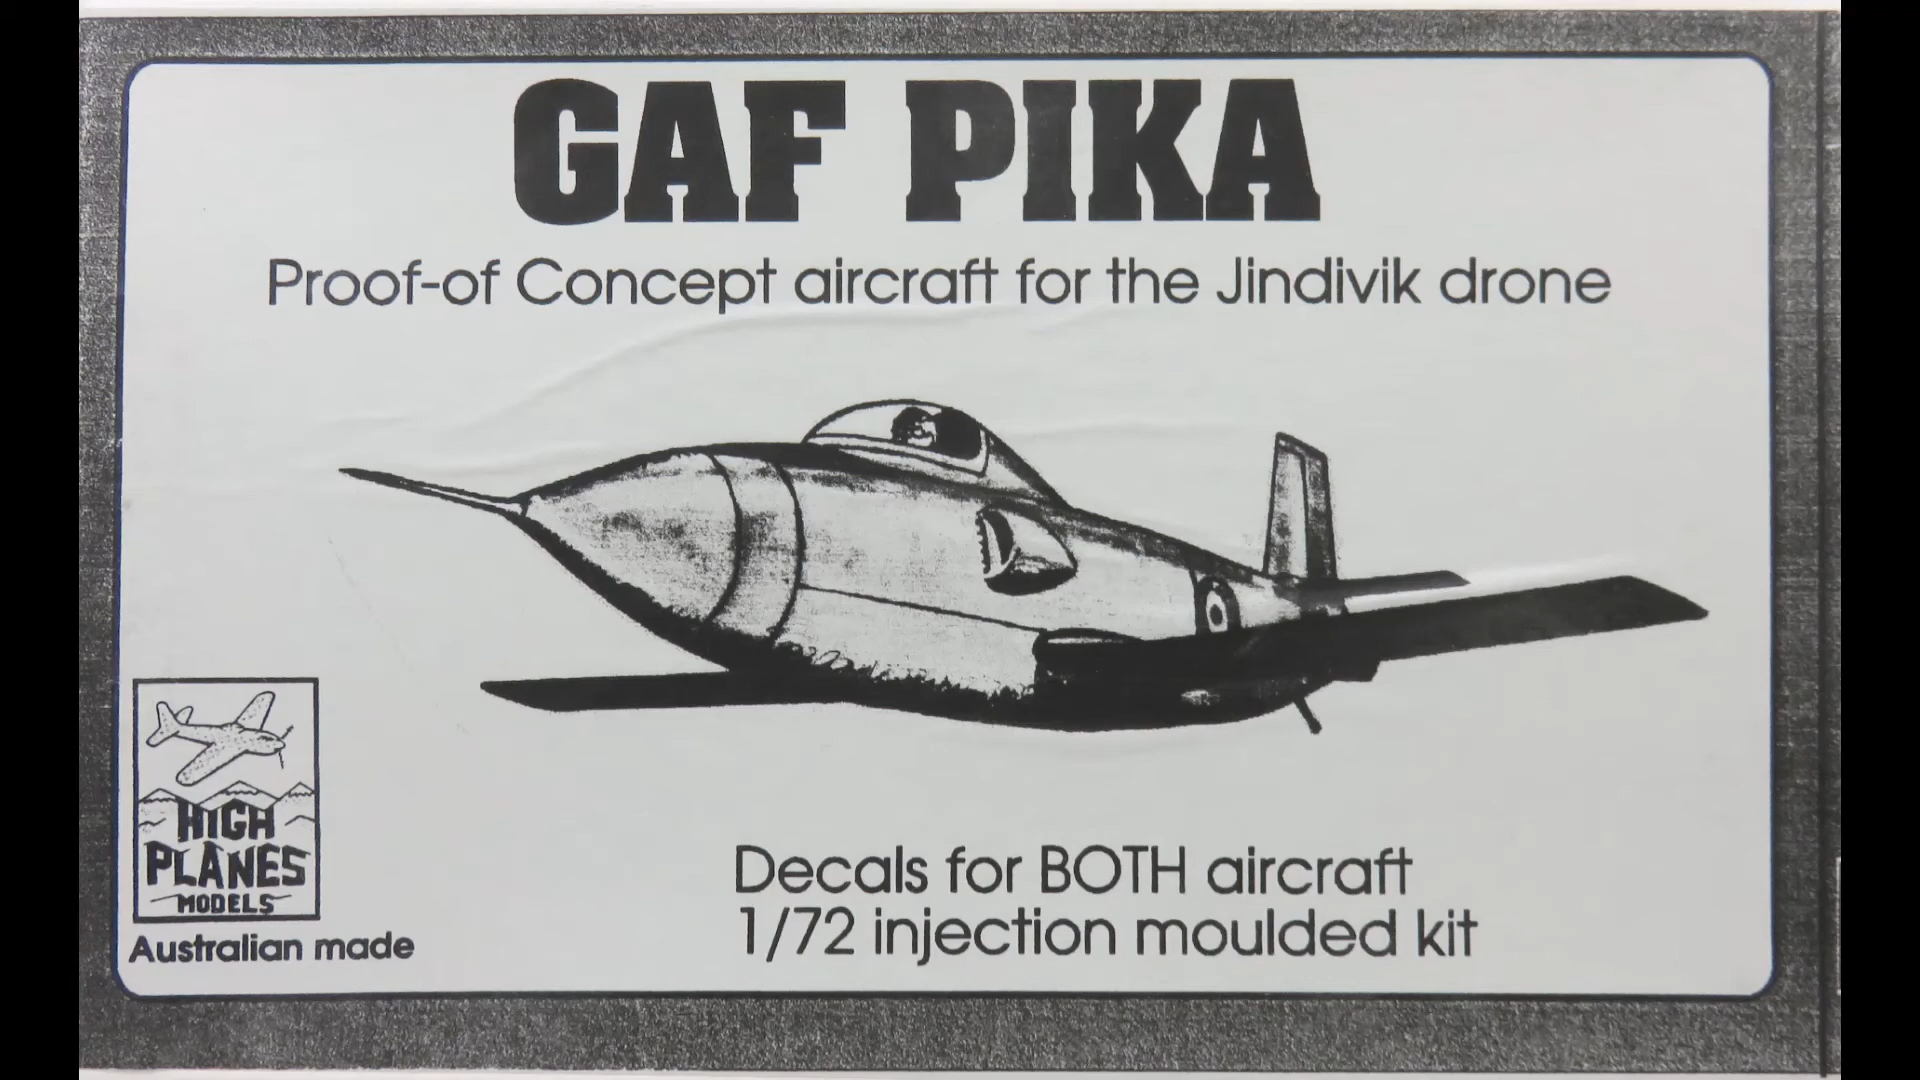 GAF PIKA
Proof-of Concept aircraft for the Jindivik drone
HIGH
PLANES
MODELS
Australian made
Decals for BOTH aircraft
1/72 injection moulded kit